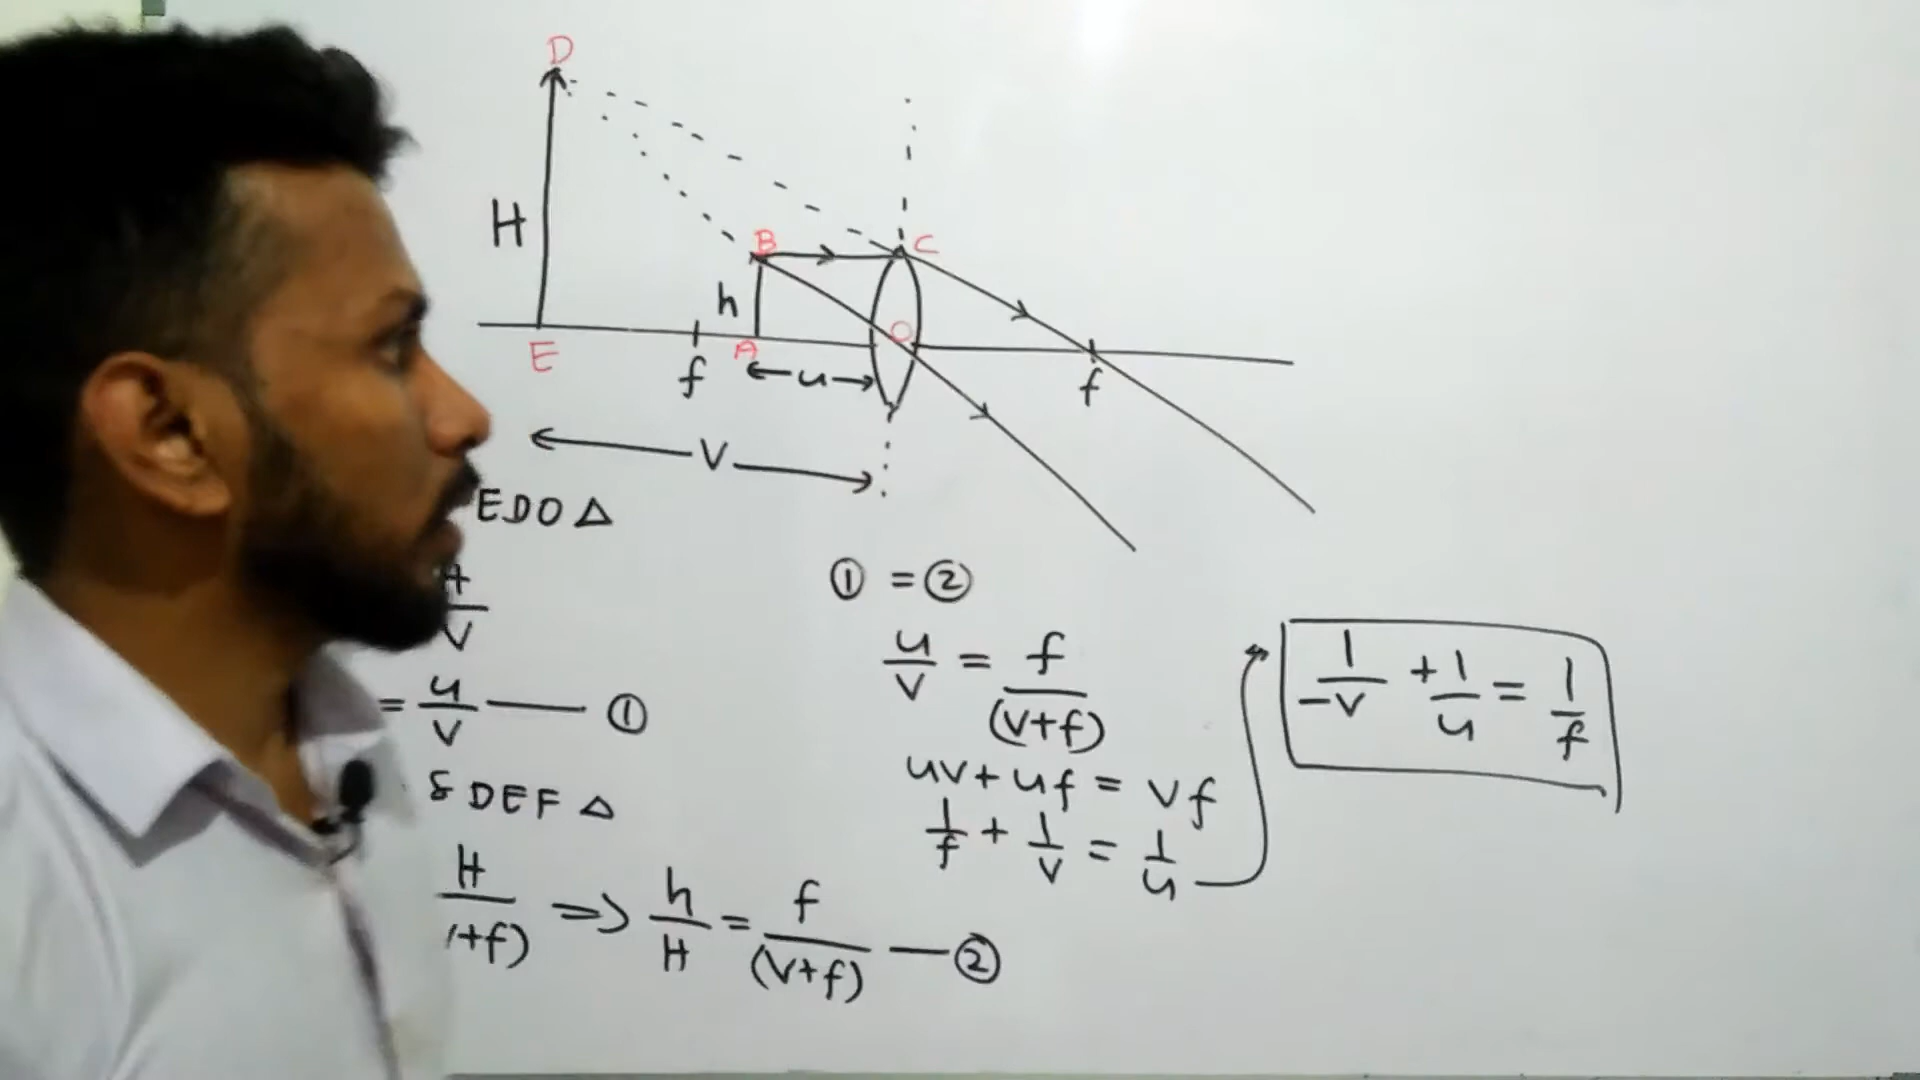 D
H
B
C
h
O
E
f
A
u
f
V
EDO Δ
H/V
= u/V —— ①
& DEF Δ
H/(+f) => h/H = f/(V+f) — ②
① = ②
u/v = f/(v+f)
uv + uf = vf
1/f + 1/v = 1/u
1/-v + 1/u = 1/f